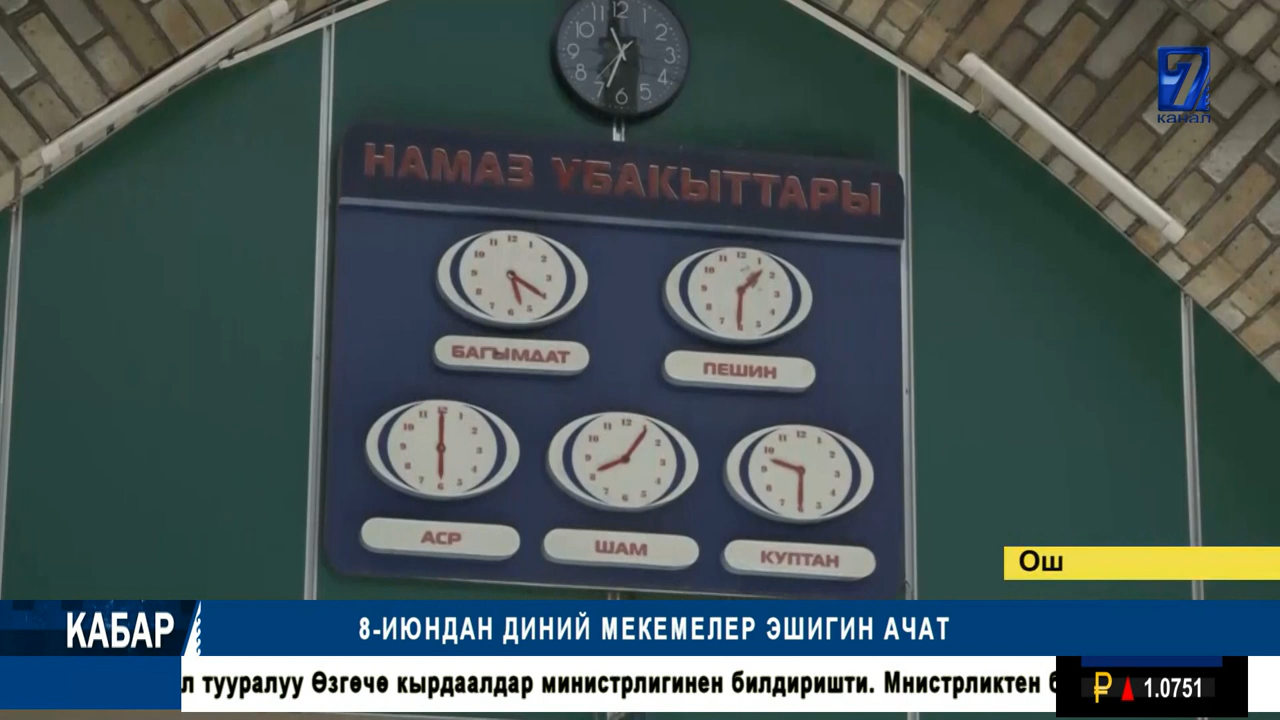 7
канал
НАМАЗ УБАКЫТТАРЫ
БАГЫМДАТ
ПЕШИН
АСР
ШАМ
КУПТАН
Ош
КАБАР
8-ИЮНДАН ДИНИЙ МЕКЕМЕЛЕР ЭШИГИН АЧАТ
л тууралуу Өзгөчө кырдаалдар министрлигинен билдиришти. Мнистрликтен
₽ ▲ 1.0751